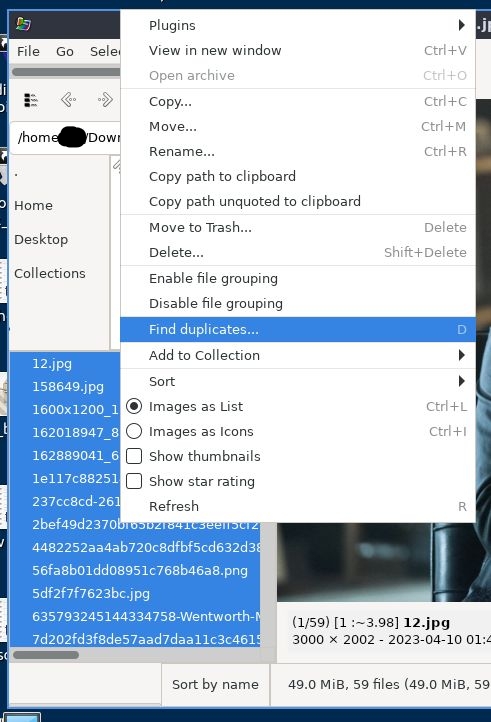 .j
File Go Selec
/home /Down
.
Home
Desktop
Collections
Plugins
View in new window Ctrl+V
Open archive Ctrl+O
Copy... Ctrl+C
Move... Ctrl+M
Rename... Ctrl+R
Copy path to clipboard
Copy path unquoted to clipboard
Move to Trash... Delete
Delete... Shift+Delete
Enable file grouping
Disable file grouping
Find duplicates... D
Add to Collection
Sort
Images as List Ctrl+L
Images as Icons Ctrl+I
Show thumbnails
Show star rating
Refresh R
12.jpg
158649.jpg
1600x1200_1
162018947_8
162889041_6
1e117c88251
237cc8cd-261
4482252aa4ab720c8dfbf5cd632d38
56fa8b01dd08951c768b46a8.png
5df2f7f7623bc.jpg
635793245144334758-Wentworth-M
7d202fd3f8de57aad7daa11c3c4615
(1/59) [1 :~3.98] 12.jpg
3000 × 2002 - 2023-04-10 01:4
Sort by name
49.0 MiB, 59 files (49.0 MiB, 59